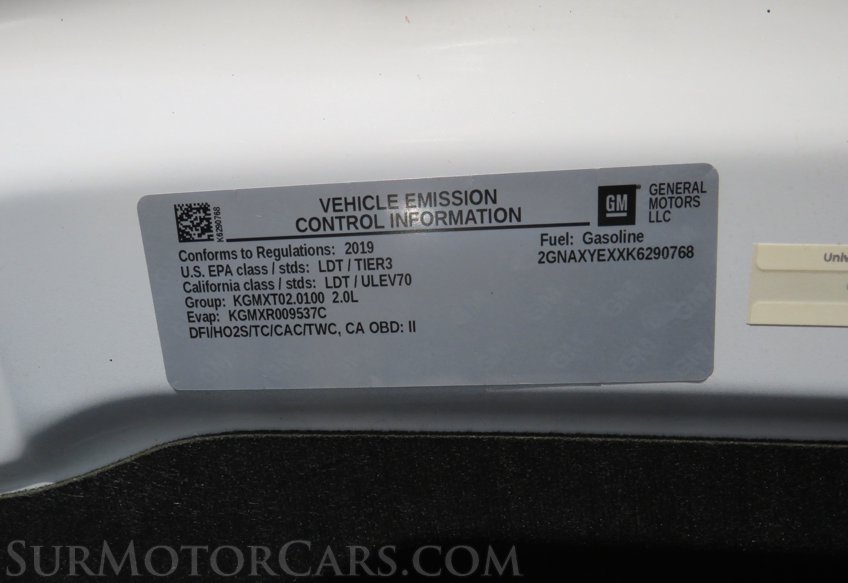 VEHICLE EMISSION
CONTROL INFORMATION
K6290768
GM
GENERAL
MOTORS
LLC
Conforms to Regulations: 2019
U.S. EPA class / stds: LDT / TIER3
California class / stds: LDT / ULEV70
Group: KGMXT02.0100 2.0L
Evap: KGMXR009537C
DFI/HO2S/TC/CAC/TWC, CA OBD: II
Fuel: Gasoline
2GNAXYEXXK6290768
SurMotorCars.com